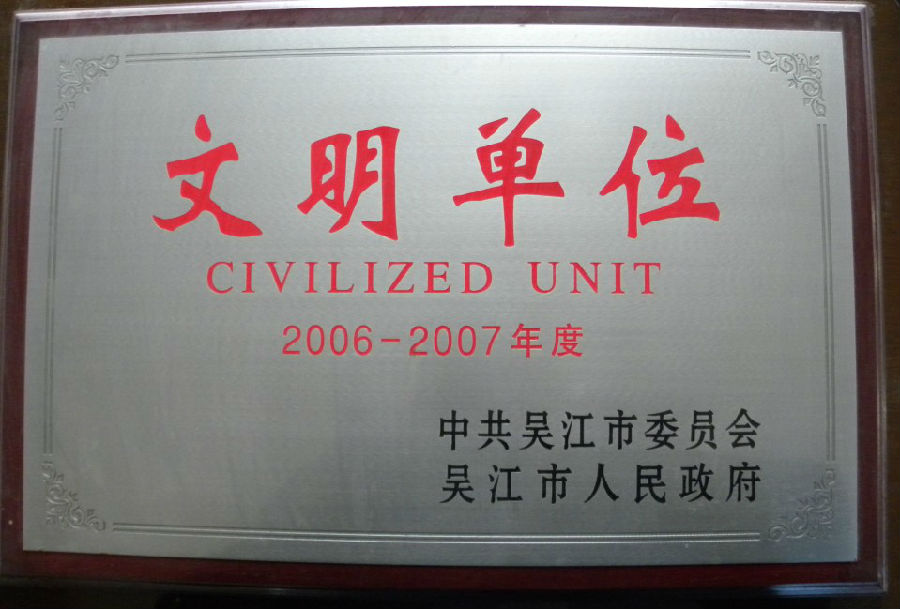 文明单位
CIVILIZED UNIT
2006-2007年度
中共吴江市委员会
吴江市人民政府